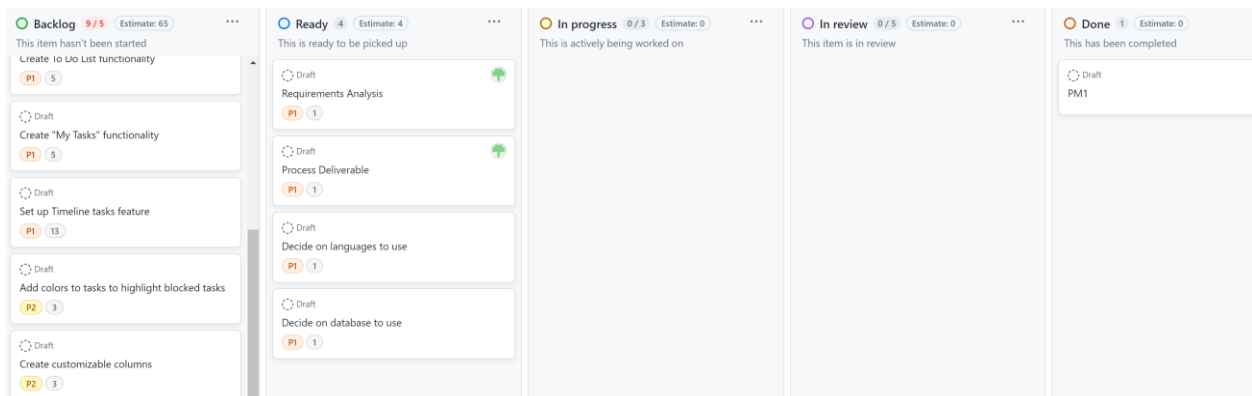 Backlog 9 / 5 Estimate: 65 ...
This item hasn't been started
Create To Do List functionality
P1 5
Draft
Create "My Tasks" functionality
P1 5
Draft
Set up Timeline tasks feature
P1 13
Draft
Add colors to tasks to highlight blocked tasks
P2 3
Draft
Create customizable columns
P2 3
Ready 4 Estimate: 4 ...
This is ready to be picked up
Draft
Requirements Analysis
P1 1
Draft
Process Deliverable
P1 1
Draft
Decide on languages to use
P1 1
Draft
Decide on database to use
P1 1
In progress 0 / 3 Estimate: 0 ...
This is actively being worked on
In review 0 / 5 Estimate: 0 ...
This item is in review
Done 1 Estimate: 0
This has been completed
Draft
PM1